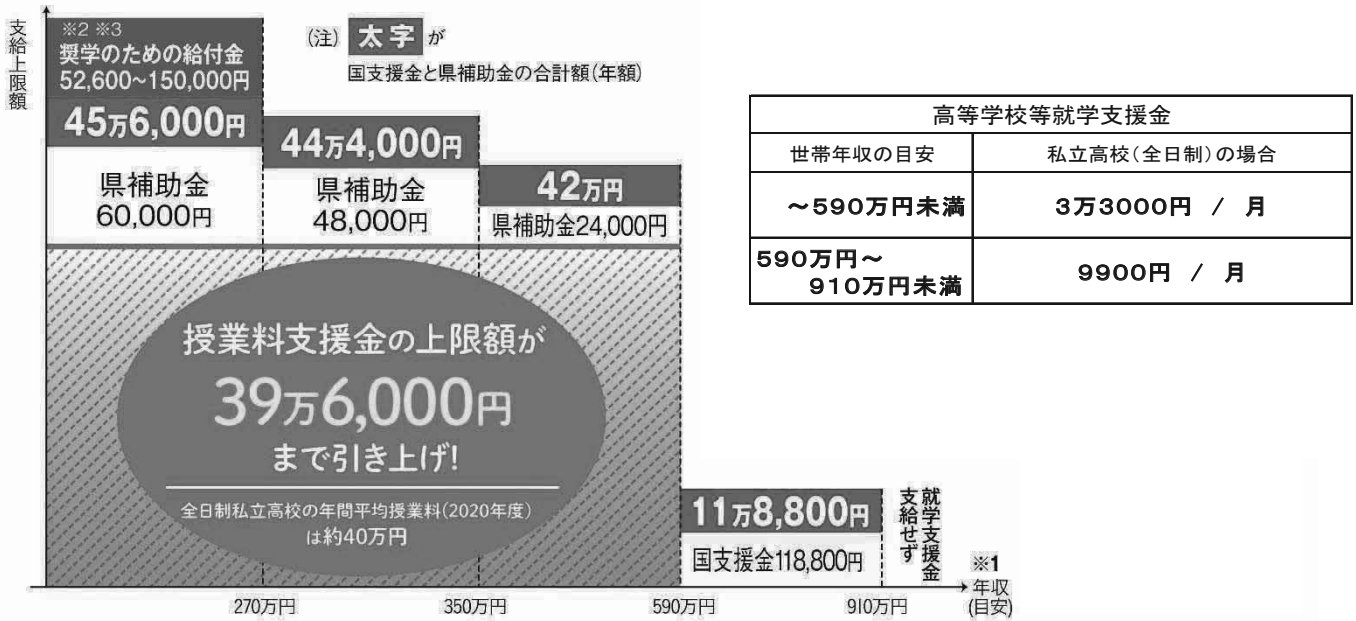 支給上限額
※2 ※3
奨学のための給付金
52,600~150,000円
45万6,000円
県補助金
60,000円
(注) 太字 が
国支援金と県補助金の合計額(年額)
44万4,000円
県補助金
48,000円
42万円
県補助金24,000円
授業料支援金の上限額が
39万6,000円
まで引き上げ!
全日制私立高校の年間平均授業料(2020年度)
は約40万円
11万8,800円
国支援金118,800円
就学支援金
支給せず
※1
年収
(目安)
270万円
350万円
590万円
910万円
高等学校等就学支援金
世帯年収の目安
私立高校(全日制)の場合
～590万円未満
3万3000円 / 月
590万円～
910万円未満
9900円 / 月